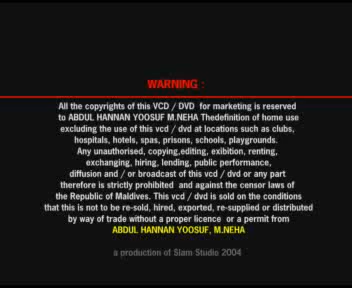 WARNING :
All the copyrights of this VCD / DVD for marketing is reserved
to ABDUL HANNAN YOOSUF M.NEHA Thedefinition of home use
excluding the use of this vcd / dvd at locations such as clubs,
hospitals, hotels, spas, prisons, schools, playgrounds.
Any unauthorised, copying,editing, exibition, renting,
exchanging, hiring, lending, public performance,
diffusion and / or broadcast of this vcd / dvd or any part
therefore is strictly prohibited and against the censor laws of
the Republic of Maldives. This vcd / dvd is sold on the conditions
that this is not to be re-sold, hired, exported, re-supplied or distributed
by way of trade without a proper licence or a permit from
ABDUL HANNAN YOOSUF, M.NEHA
a production of Slam Studio 2004